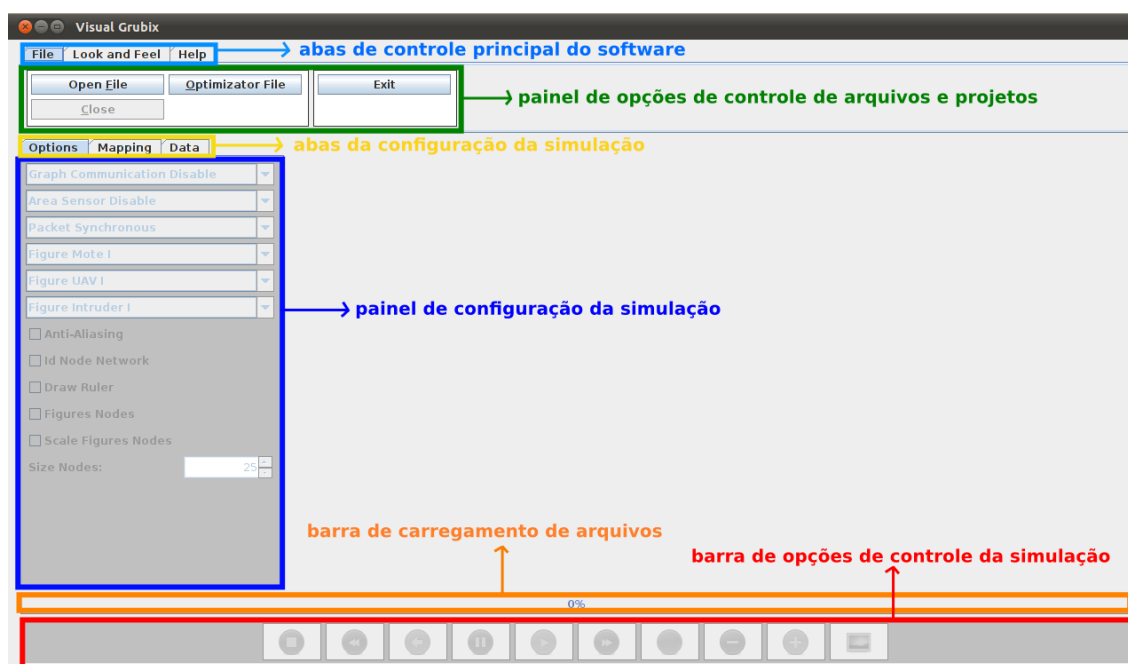 Visual Grubix
File Look and Feel Help
abas de controle principal do software
Open File Optimizator File Exit
Close
painel de opções de controle de arquivos e projetos
Options Mapping Data
abas da configuração da simulação
Graph Communication Disable
Area Sensor Disable
Packet Synchronous
Figure Mote I
Figure UAV I
Figure Intruder I
painel de configuração da simulação
Anti-Aliasing
Id Node Network
Draw Ruler
Figures Nodes
Scale Figures Nodes
Size Nodes: 25
barra de carregamento de arquivos
barra de opções de controle da simulação
0%